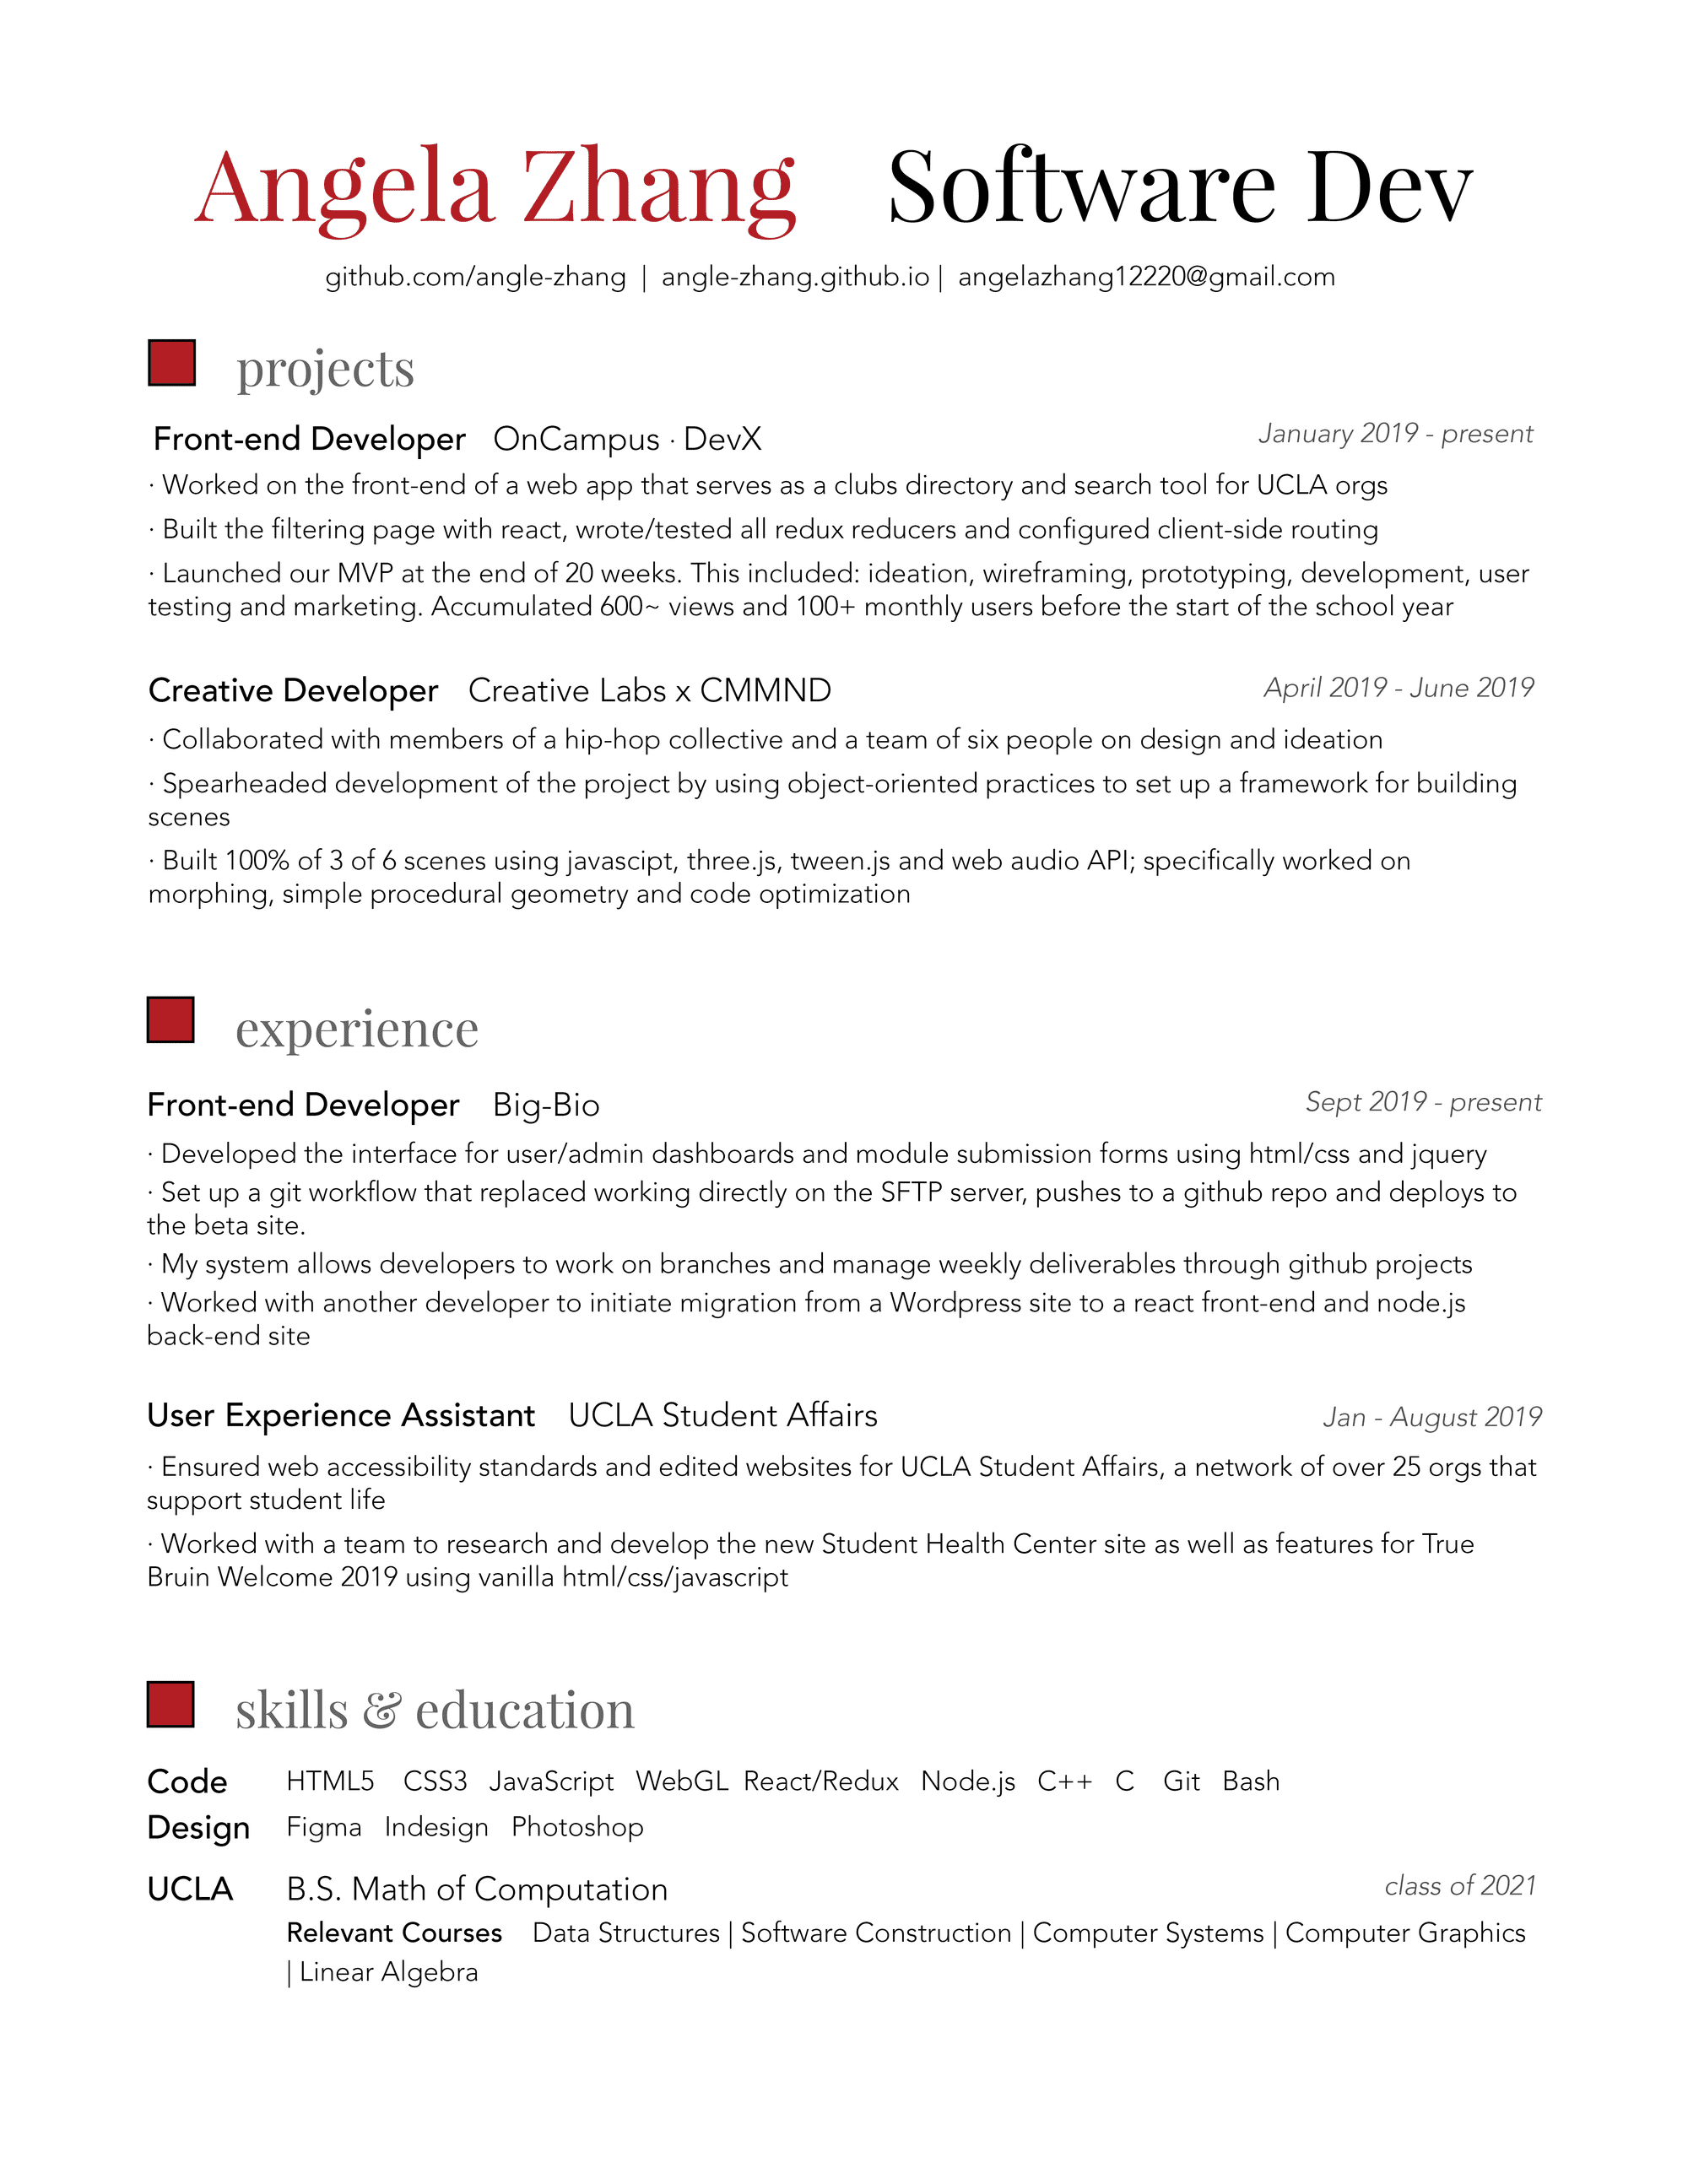 Angela Zhang Software Dev
github.com/angle-zhang | angle-zhang.github.io | angelazhang12220@gmail.com
projects
Front-end Developer OnCampus · DevX January 2019 - present
· Worked on the front-end of a web app that serves as a clubs directory and search tool for UCLA orgs
· Built the filtering page with react, wrote/tested all redux reducers and configured client-side routing
· Launched our MVP at the end of 20 weeks. This included: ideation, wireframing, prototyping, development, user
testing and marketing. Accumulated 600~ views and 100+ monthly users before the start of the school year
Creative Developer Creative Labs x CMMND April 2019 - June 2019
· Collaborated with members of a hip-hop collective and a team of six people on design and ideation
· Spearheaded development of the project by using object-oriented practices to set up a framework for building
scenes
· Built 100% of 3 of 6 scenes using javascipt, three.js, tween.js and web audio API; specifically worked on
morphing, simple procedural geometry and code optimization
experience
Front-end Developer Big-Bio Sept 2019 - present
· Developed the interface for user/admin dashboards and module submission forms using html/css and jquery
· Set up a git workflow that replaced working directly on the SFTP server, pushes to a github repo and deploys to
the beta site.
· My system allows developers to work on branches and manage weekly deliverables through github projects
· Worked with another developer to initiate migration from a Wordpress site to a react front-end and node.js
back-end site
User Experience Assistant UCLA Student Affairs Jan - August 2019
· Ensured web accessibility standards and edited websites for UCLA Student Affairs, a network of over 25 orgs that
support student life
· Worked with a team to research and develop the new Student Health Center site as well as features for True
Bruin Welcome 2019 using vanilla html/css/javascript
skills & education
Code HTML5 CSS3 JavaScript WebGL React/Redux Node.js C++ C Git Bash
Design Figma Indesign Photoshop
UCLA B.S. Math of Computation class of 2021
Relevant Courses Data Structures | Software Construction | Computer Systems | Computer Graphics
| Linear Algebra